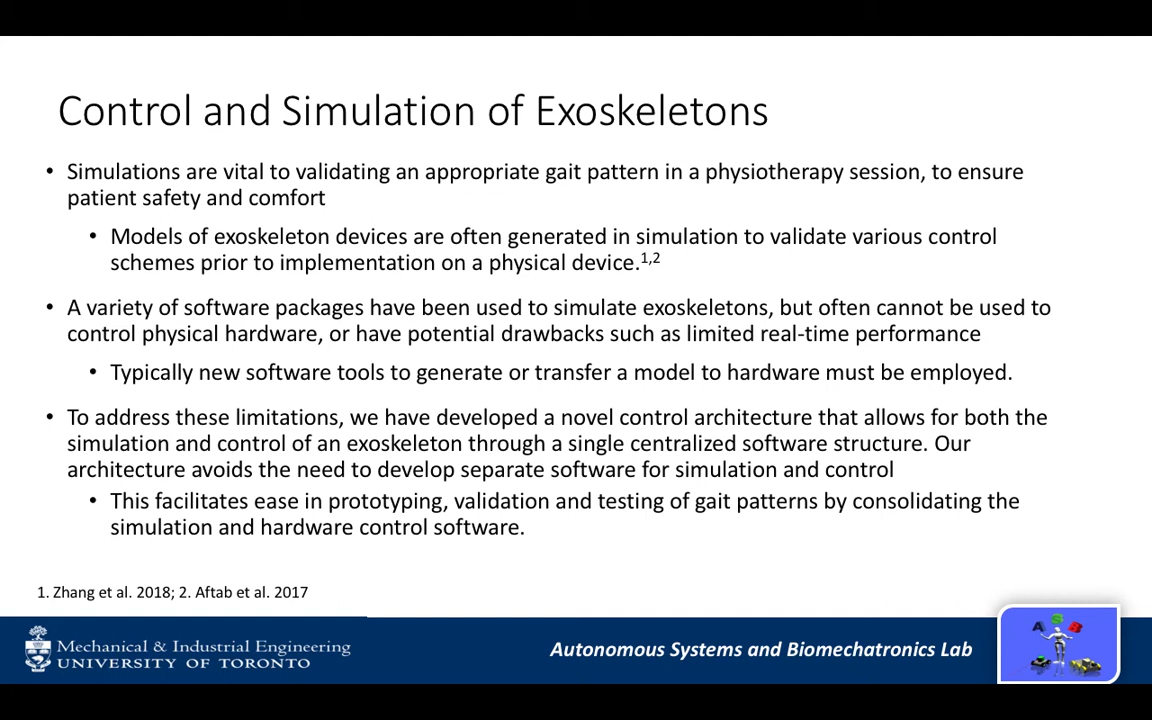 Control and Simulation of Exoskeletons
• Simulations are vital to validating an appropriate gait pattern in a physiotherapy session, to ensure
patient safety and comfort
• Models of exoskeleton devices are often generated in simulation to validate various control
schemes prior to implementation on a physical device.1,2
• A variety of software packages have been used to simulate exoskeletons, but often cannot be used to
control physical hardware, or have potential drawbacks such as limited real-time performance
• Typically new software tools to generate or transfer a model to hardware must be employed.
• To address these limitations, we have developed a novel control architecture that allows for both the
simulation and control of an exoskeleton through a single centralized software structure. Our
architecture avoids the need to develop separate software for simulation and control
• This facilitates ease in prototyping, validation and testing of gait patterns by consolidating the
simulation and hardware control software.
1. Zhang et al. 2018; 2. Aftab et al. 2017
Mechanical & Industrial Engineering
UNIVERSITY OF TORONTO
Autonomous Systems and Biomechatronics Lab
ASB